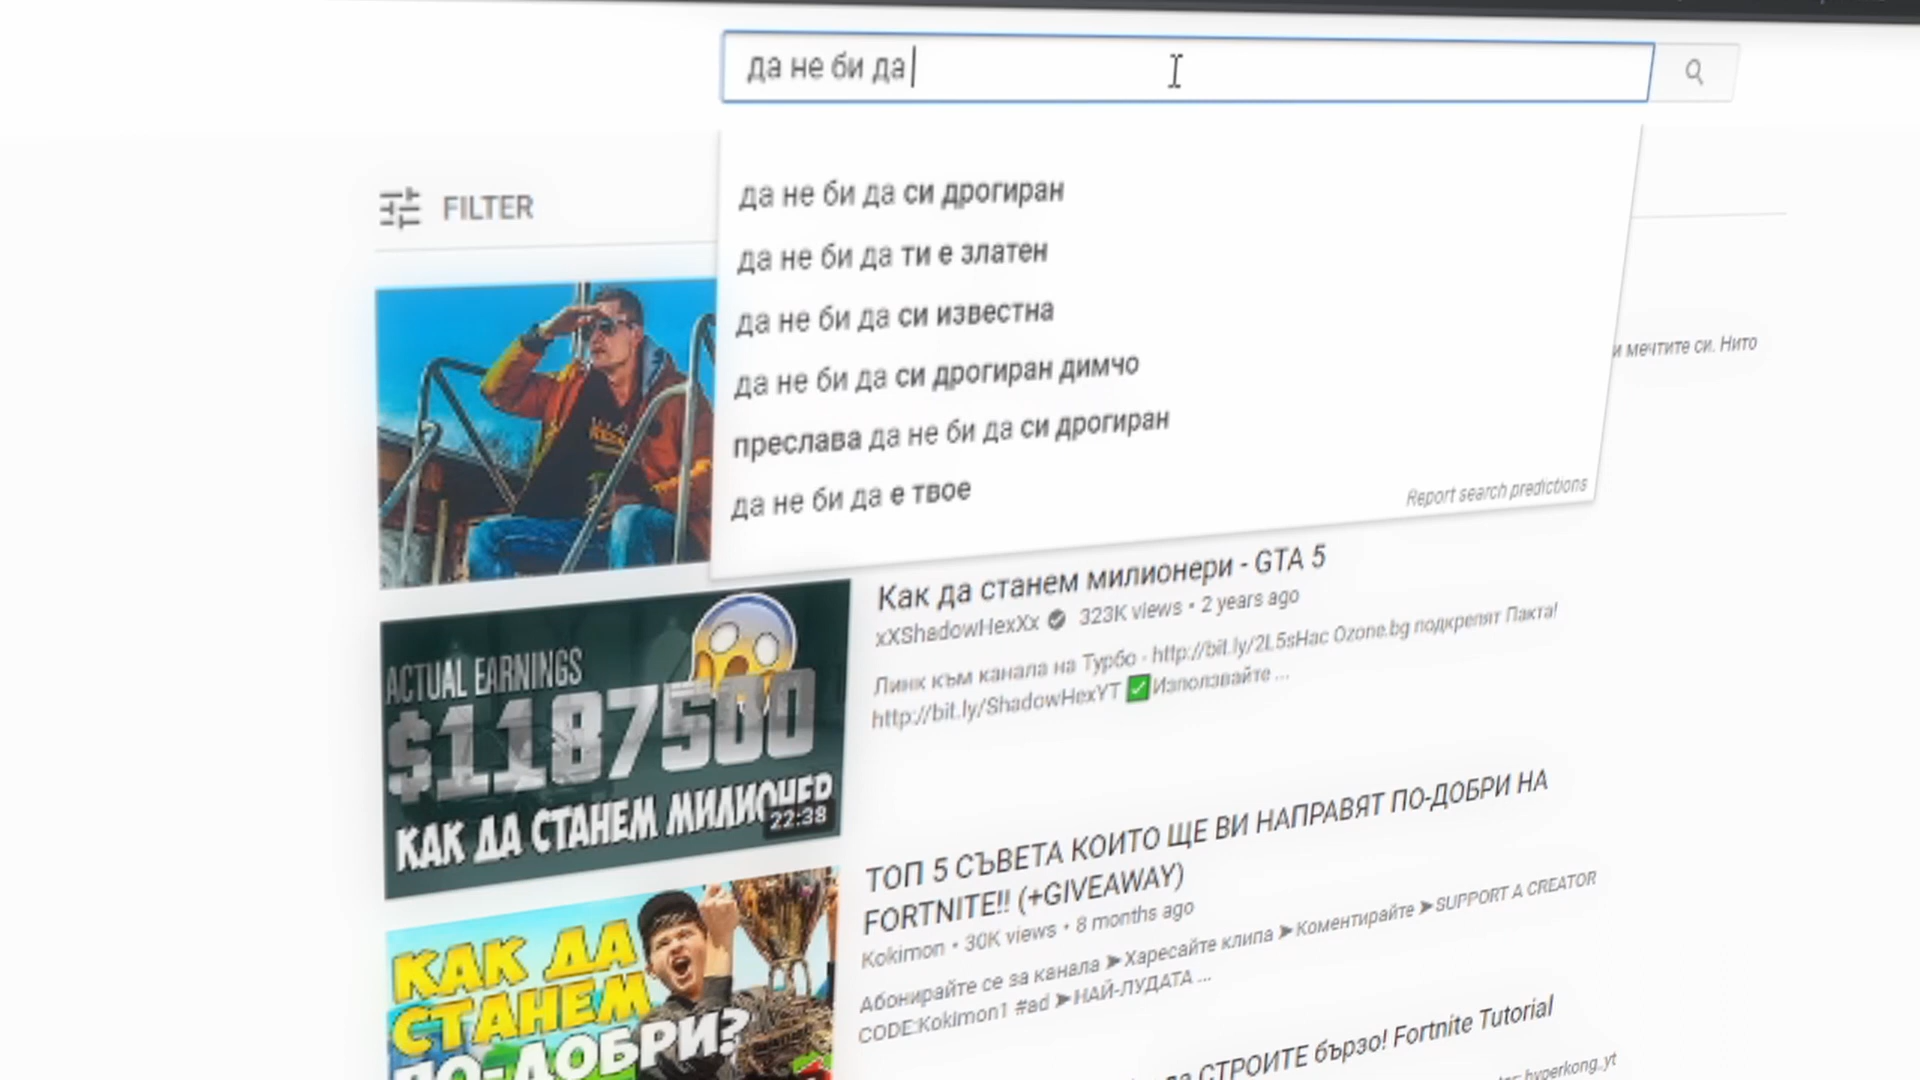 да не би да
FILTER
да не би да си дрогиран
да не би да ти е златен
да не би да си известна
да не би да си дрогиран димчо
преслава да не би да си дрогиран
да не би да е твое
Report search predictions
и мечтите си. Нито
Как да станем милионери - GTA 5
xXShadowHexXx 323K views • 2 years ago
Линк към канала на Турбо - http://bit.ly/2L5sHac Ozone.bg подкрепят Пакта!
http://bit.ly/ShadowHexYT ✅Използвайте ...
ACTUAL EARNINGS
$1187500
КАК ДА СТАНЕМ МИЛИОНЕР
22:38
ТОП 5 СЪВЕТА КОИТО ЩЕ ВИ НАПРАВЯТ ПО-ДОБРИ НА
FORTNITE!! (+GIVEAWAY)
Kokimon • 30K views • 8 months ago
Абонирайте се за канала ➤Харесайте клипа ➤Коментирайте ➤SUPPORT A CREATOR
CODE:Kokimon1 #ad ➤НАЙ-ЛУДАТА ...
КАК ДА
СТАНЕМ
ПО-ДОБРИ?
да СТРОИТЕ бързо! Fortnite Tutorial
hyperkong_yt